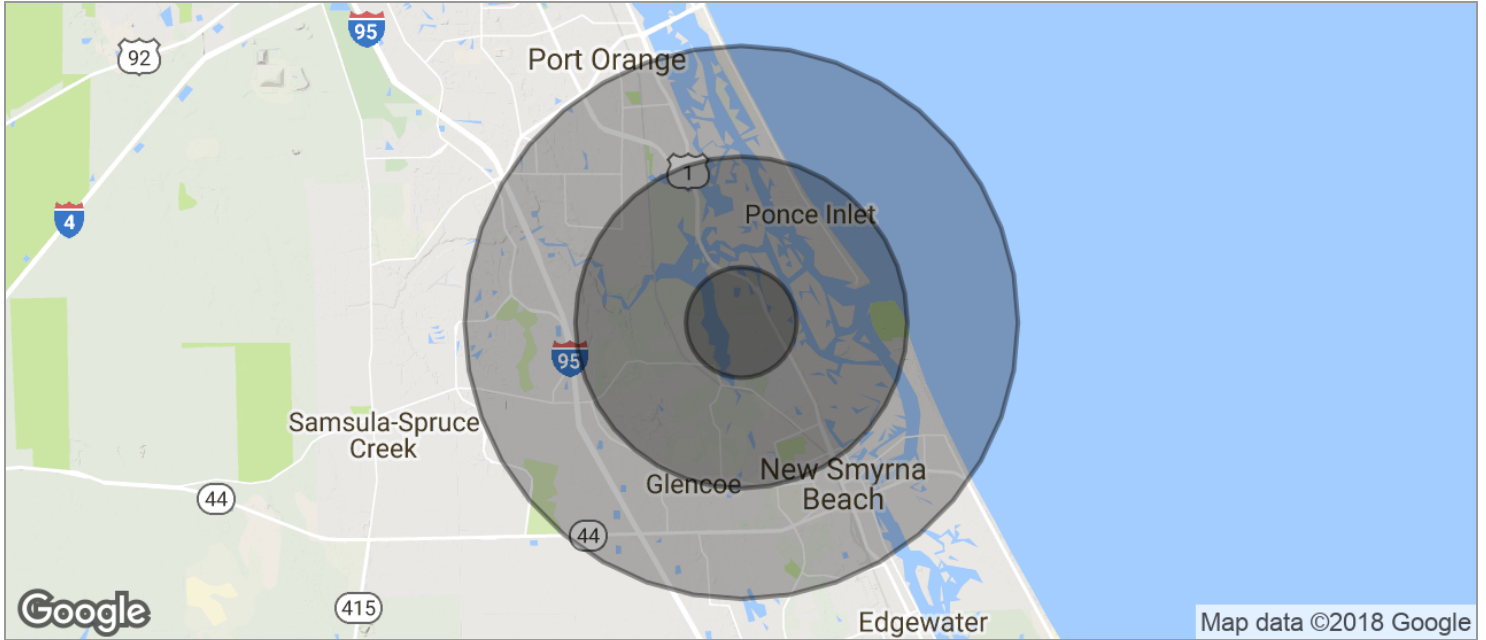 95
92
Port Orange
1
4
Ponce Inlet
95
Samsula-Spruce
Creek
Glencoe
New Smyrna
Beach
44
44
415
Edgewater
Google
Map data ©2018 Google